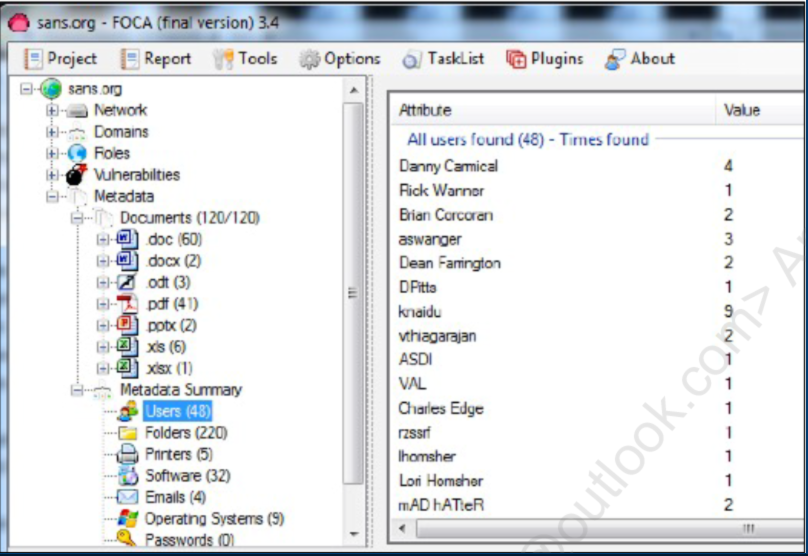 sans.org - FOCA (final version) 3.4
Project Report Tools Options TaskList Plugins About
sans.org
Network
Domains
Roles
Vulnerabilities
Metadata
Documents (120/120)
.doc (60)
.docx (2)
.odt (3)
.pdf (41)
.pptx (2)
.xls (6)
.xlsx (1)
Metadata Summary
Users (48)
Folders (220)
Printers (5)
Software (32)
Emails (4)
Operating Systems (9)
Passwords (0)
Attribute Value
All users found (48) - Times found
Danny Carmical 4
Rick Wanner 1
Brian Corcoran 2
aswanger 3
Dean Farrington 2
DPitts 1
knaidu 9
vthiagarajan 2
ASDI 1
VAL 1
Charles Edge 1
rzssrf 1
lhomsher 1
Lori Homsher 1
mAD hATteR 2
@outlook.com>